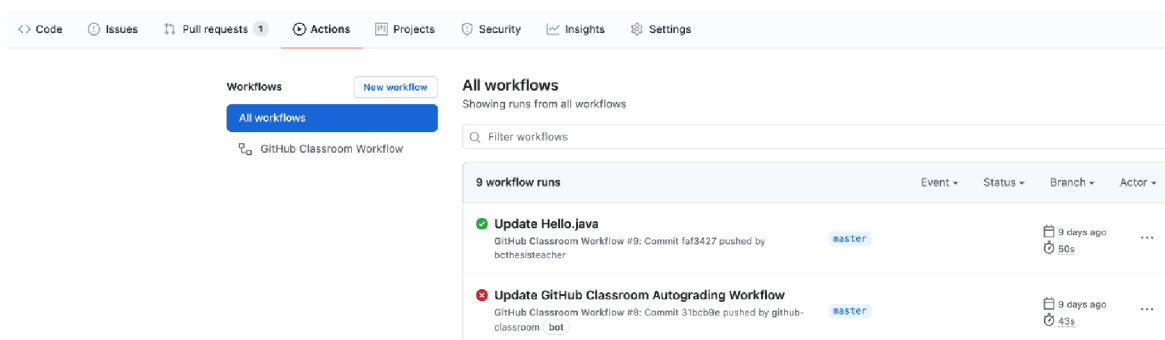 Code Issues Pull requests 1 Actions Projects Security Insights Settings
Workflows New workflow
All workflows
GitHub Classroom Workflow
All workflows
Showing runs from all workflows
Filter workflows
9 workflow runs Event Status Branch Actor
Update Hello.java
GitHub Classroom Workflow #9: Commit faf3427 pushed by
bcthesisteacher
master
9 days ago
50s
Update GitHub Classroom Autograding Workflow
GitHub Classroom Workflow #8: Commit 31bcb9e pushed by github-
classroom bot
master
9 days ago
43s